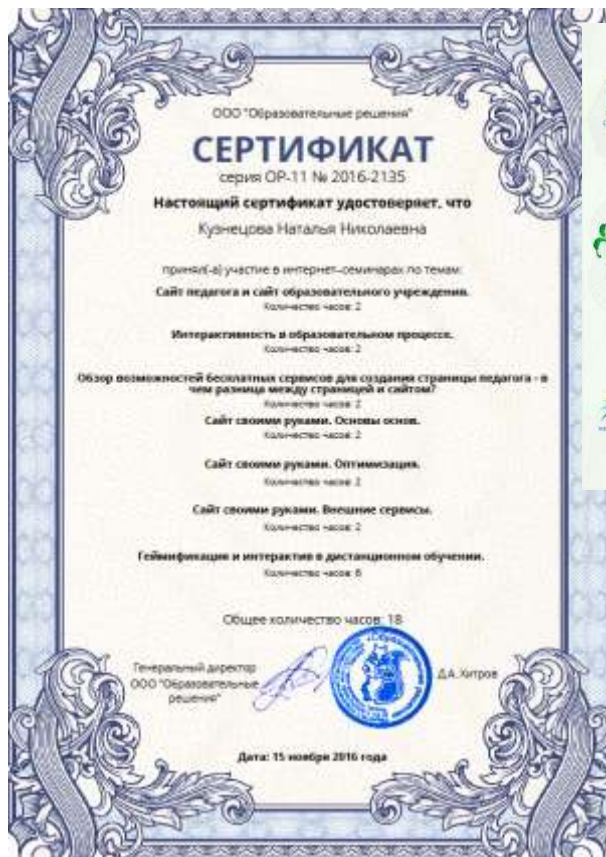 ООО "Образовательные решения"
СЕРТИФИКАТ
серия ОР-11 № 2016-2135
Настоящий сертификат удостоверяет, что
Кузнецова Наталья Николаевна
принял(-а) участие в интернет-семинарах по темам:
Сайт педагога и сайт образовательного учреждения.
Количество часов: 2
Интерактивность в образовательном процессе.
Количество часов: 2
Обзор возможностей бесплатных сервисов для создания страницы педагога - в
чем разница между страницей и сайтом?
Количество часов: 2
Сайт своими руками. Основы основ.
Количество часов: 2
Сайт своими руками. Оптимизация.
Количество часов: 2
Сайт своими руками. Внешние сервисы.
Количество часов: 2
Геймификация и интерактив в дистанционном обучении.
Количество часов: 6
Общее количество часов: 18
Генеральный директор
ООО "Образовательные
решения"
Д.А. Хитров
Дата: 15 ноября 2016 года